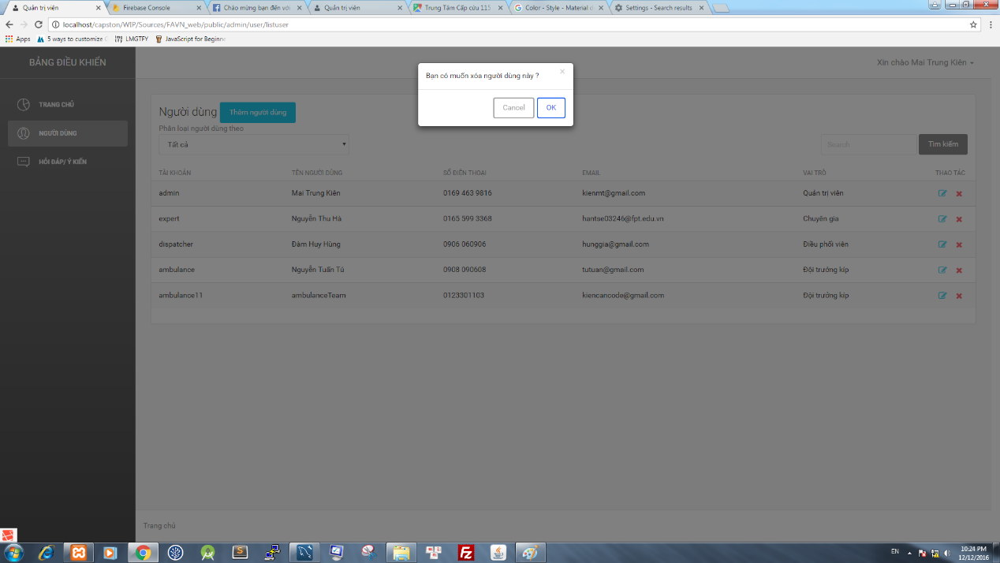 Quản trị viên
Firebase Console
Chào mừng bạn đến với
Quản trị viên
Trung Tâm Cấp cứu 115
Color - Style - Material d
Settings - Search results
localhost/capston/WIP/Sources/FAVN_web/public/admin/user/listuser
Apps
5 ways to customize
LMGTFY
JavaScript for Beginne
BẢNG ĐIỀU KHIỂN
Xin chào Mai Trung Kiên
Bạn có muốn xóa người dùng này ?
×
Cancel
OK
TRANG CHỦ
NGƯỜI DÙNG
HỎI ĐÁP/ Ý KIẾN
Người dùng
Thêm người dùng
Phân loại người dùng theo
Tất cả
Search
Tìm kiếm
TÀI KHOẢN TÊN NGƯỜI DÙNG SỐ ĐIỆN THOẠI EMAIL VAI TRÒ THAO TÁC
admin Mai Trung Kiên 0169 463 9816 kienmt@gmail.com Quản trị viên
expert Nguyễn Thu Hà 0165 599 3368 hantse03246@fpt.edu.vn Chuyên gia
dispatcher Đàm Huy Hùng 0906 060906 hunggia@gmail.com Điều phối viên
ambulance Nguyễn Tuấn Tú 0908 090608 tutuan@gmail.com Đội trưởng kíp
ambulance11 ambulanceTeam 0123301103 kiencancode@gmail.com Đội trưởng kíp
Trang chủ
EN
10:24 PM
12/12/2016